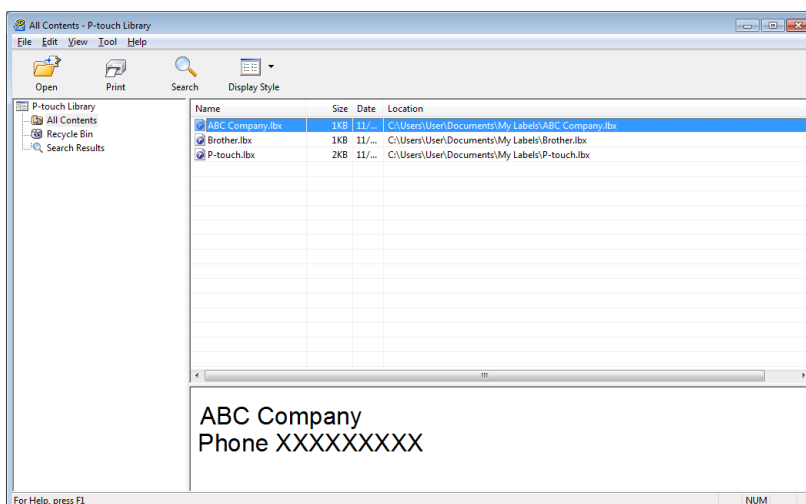 All Contents - P-touch Library
File Edit View Tool Help
Open Print Search Display Style
P-touch Library
All Contents
Recycle Bin
Search Results
Name Size Date Location
ABC Company.lbx 1KB 11/... C:\Users\User\Documents\My Labels\ABC Company.lbx
Brother.lbx 1KB 11/... C:\Users\User\Documents\My Labels\Brother.lbx
P-touch.lbx 2KB 11/... C:\Users\User\Documents\My Labels\P-touch.lbx
ABC Company
Phone XXXXXXXXX
For Help, press F1 NUM